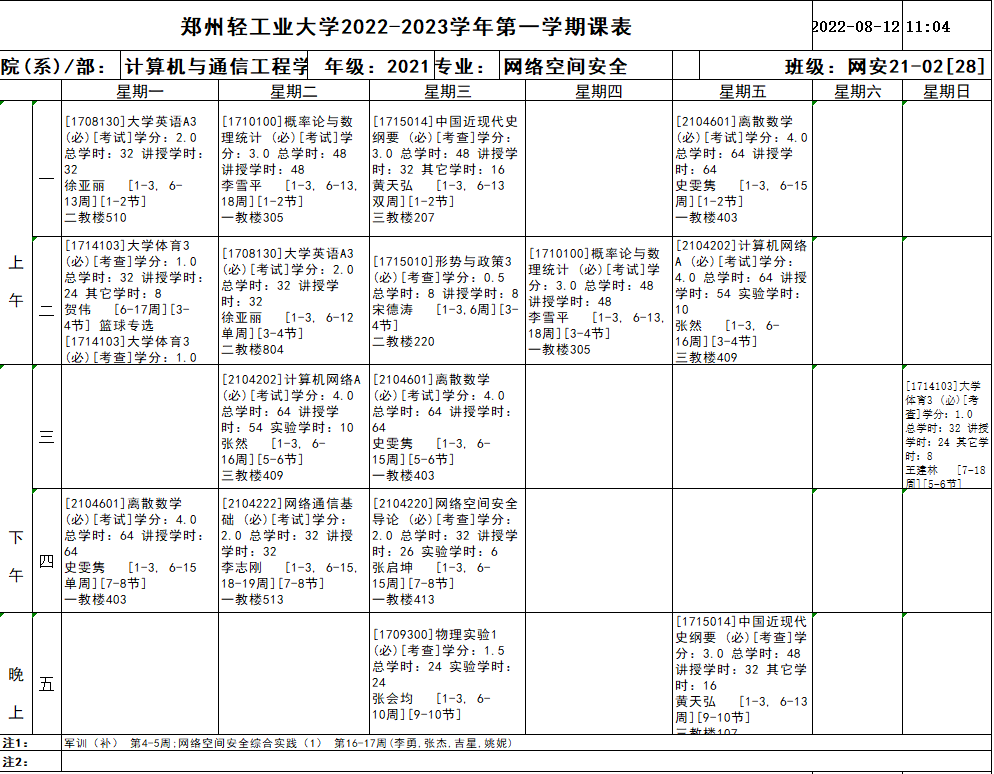 郑州轻工业大学2022-2023学年第一学期课表
2022-08-12 11:04
院(系)/部： 计算机与通信工程学 年级：2021 专业： 网络空间安全 班级：网安21-02[28]
星期一 星期二 星期三 星期四 星期五 星期六 星期日
上午
一
[1708130]大学英语A3
(必)[考试]学分：2.0
总学时：32 讲授学时：
32
徐亚丽 [1-3, 6-
13周][1-2节]
二教楼510
[1710100]概率论与数
理统计 (必)[考试]学
分：3.0 总学时：48
讲授学时：48
李雪平 [1-3, 6-13,
18周][1-2节]
一教楼305
[1715014]中国近现代史
纲要 (必)[考查]学分：
3.0 总学时：48 讲授学
时：32 其它学时：16
黄天弘 [1-3, 6-13
双周][1-2节]
三教楼207
[2104601]离散数学
(必)[考试]学分：4.0
总学时：64 讲授学
时：64
史雯隽 [1-3, 6-15
周][1-2节]
一教楼403
二
[1714103]大学体育3
(必)[考查]学分：1.0
总学时：32 讲授学时：
24 其它学时：8
贺伟 [6-17周][3-
4节] 篮球专选
[1714103]大学体育3
(必)[考查]学分：1.0
[1708130]大学英语A3
(必)[考试]学分：2.0
总学时：32 讲授学
时：32
徐亚丽 [1-3, 6-12
单周][3-4节]
二教楼804
[1715010]形势与政策3
(必)[考查]学分：0.5
总学时：8 讲授学时：8
宋德涛 [1-3,6周][3-
4节]
二教楼220
[1710100]概率论与数
理统计 (必)[考试]学
分：3.0 总学时：48
讲授学时：48
李雪平 [1-3, 6-13,
18周][3-4节]
一教楼305
[2104202]计算机网络
A (必)[考试]学分：
4.0 总学时：64 讲授
学时：54 实验学时：
10
张然 [1-3, 6-
16周][3-4节]
三教楼409
下午
三
[2104202]计算机网络A
(必)[考试]学分：4.0
总学时：64 讲授学
时：54 实验学时：10
张然 [1-3, 6-
16周][5-6节]
三教楼409
[2104601]离散数学
(必)[考试]学分：4.0
总学时：64 讲授学时：
64
史雯隽 [1-3, 6-
15周][5-6节]
一教楼403
[1714103]大学
体育3 (必)[考
查]学分：1.0
总学时：32 讲授
学时：24 其它学
时：8
王建林 [7-18
周][5-6节]
四
[2104601]离散数学
(必)[考试]学分：4.0
总学时：64 讲授学时：
64
史雯隽 [1-3, 6-15
单周][7-8节]
一教楼403
[2104222]网络通信基
础 (必)[考试]学分：
2.0 总学时：32 讲授
学时：32
李志刚 [1-3, 6-15,
18-19周][7-8节]
一教楼513
[2104220]网络空间安全
导论 (必)[考查]学分：
2.0 总学时：32 讲授学
时：26 实验学时：6
张启坤 [1-3, 6-
15周][7-8节]
一教楼413
晚上
五
[1709300]物理实验1
(必)[考查]学分：1.5
总学时：24 实验学时：
24
张会均 [1-3, 6-
10周][9-10节]
[1715014]中国近现代
史纲要 (必)[考查]学
分：3.0 总学时：48
讲授学时：32 其它学
时：16
黄天弘 [1-3, 6-13
周][9-10节]
三教楼107
注1： 军训（补） 第4-5周;网络空间安全综合实践（1） 第16-17周(李勇,张杰,吉星,姚妮)
注2：